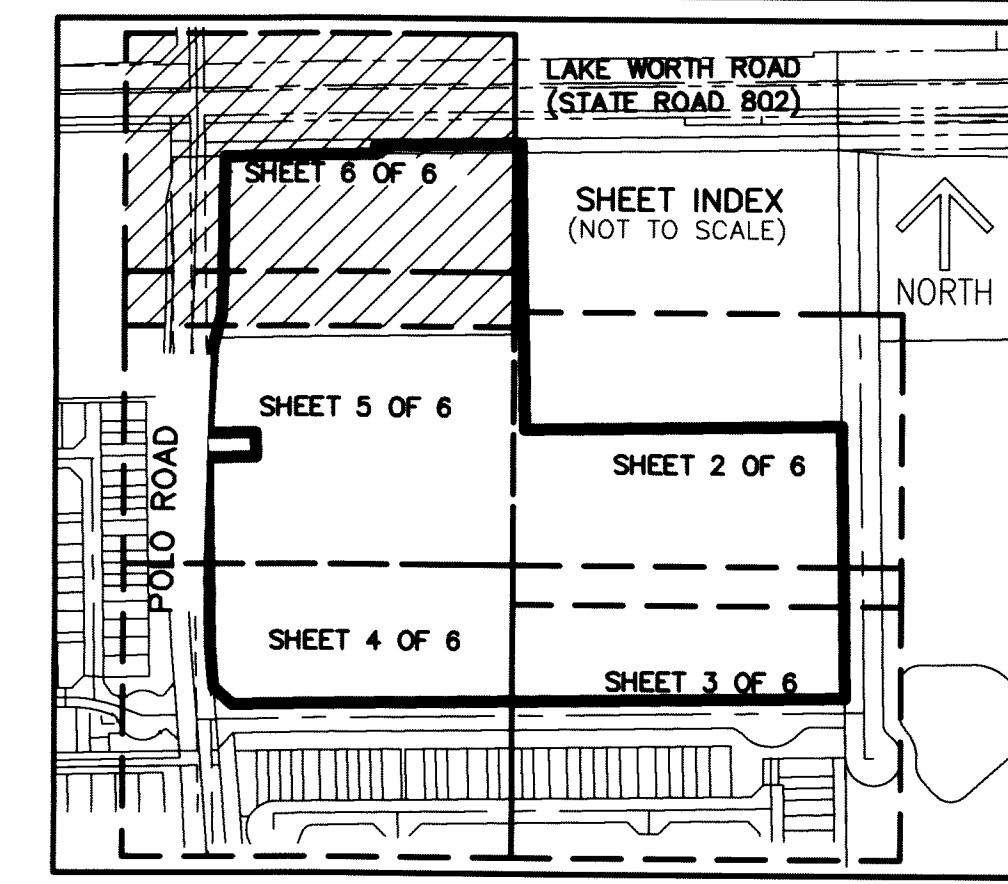 LAKE WORTH ROAD
(STATE ROAD 802)
SHEET 6 OF 6
SHEET INDEX
(NOT TO SCALE)
NORTH
SHEET 5 OF 6
SHEET 2 OF 6
POLO ROAD
SHEET 4 OF 6
SHEET 3 OF 6